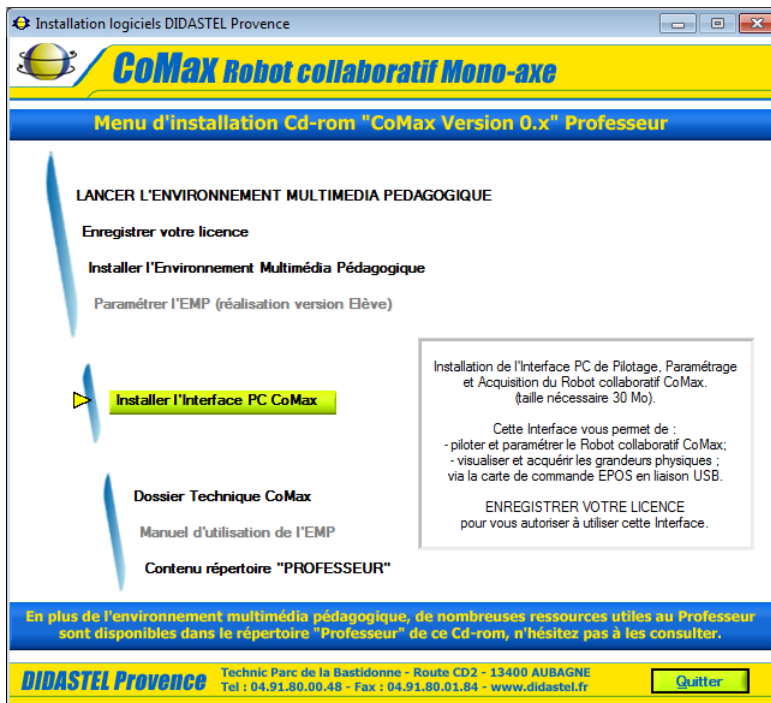 Installation logiciels DIDASTEL Provence
CoMax Robot collaboratif Mono-axe
Menu d'installation Cd-rom "CoMax Version 0.x" Professeur
LANCER L'ENVIRONNEMENT MULTIMEDIA PEDAGOGIQUE
Enregistrer votre licence
Installer l'Environnement Multimédia Pédagogique
Paramétrer l'EMP (réalisation version Elève)
Installer l'Interface PC CoMax
Installation de l'Interface PC de Pilotage, Paramétrage
et Acquisition du Robot collaboratif CoMax.
(taille nécessaire 30 Mo).
Cette Interface vous permet de :
- piloter et paramétrer le Robot collaboratif CoMax;
- visualiser et acquérir les grandeurs physiques ;
via la carte de commande EPOS en liaison USB.
ENREGISTRER VOTRE LICENCE
pour vous autoriser à utiliser cette Interface.
Dossier Technique CoMax
Manuel d'utilisation de l'EMP
Contenu répertoire "PROFESSEUR"
En plus de l'environnement multimédia pédagogique, de nombreuses ressources utiles au Professeur
sont disponibles dans le répertoire "Professeur" de ce Cd-rom, n'hésitez pas à les consulter.
DIDASTEL Provence
Technic Parc de la Bastidonne - Route CD2 - 13400 AUBAGNE
Tel : 04.91.80.00.48 - Fax : 04.91.80.01.84 - www.didastel.fr
Quitter